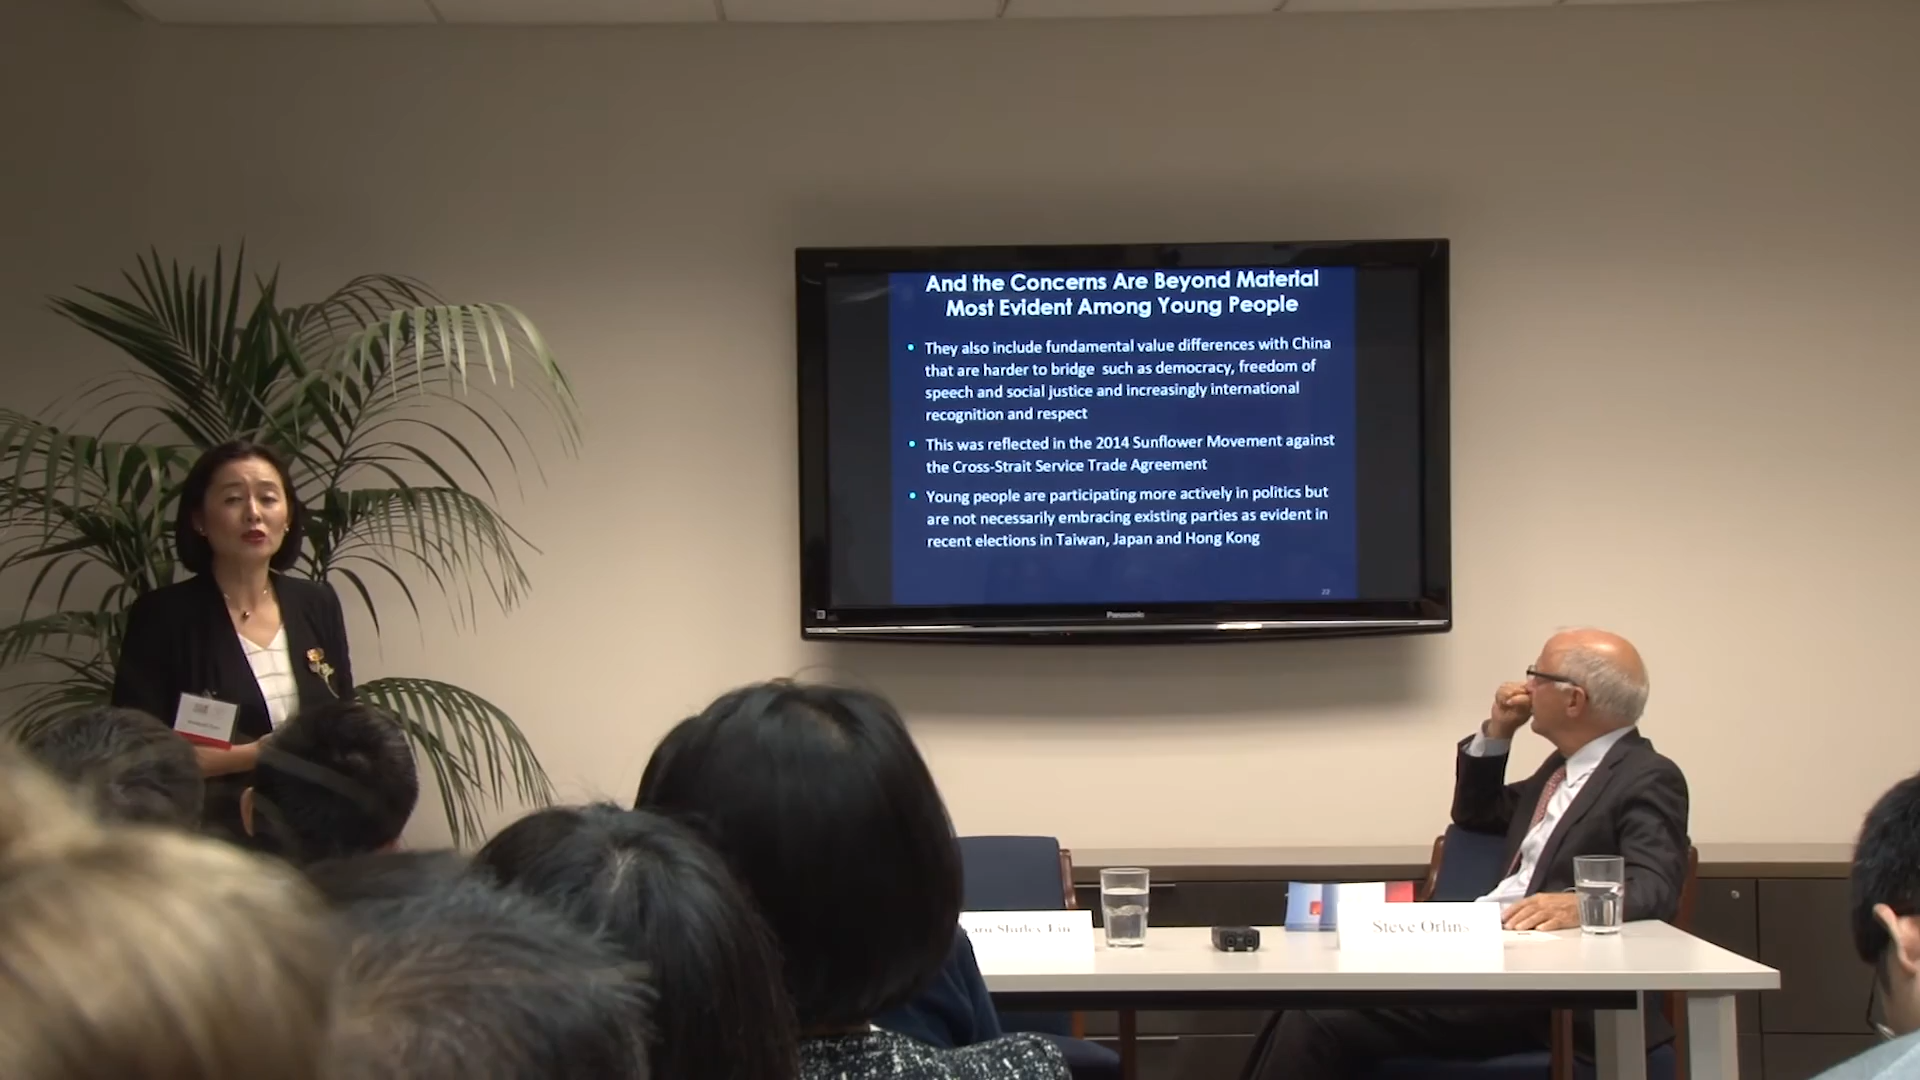 And the Concerns Are Beyond Material
Most Evident Among Young People
• They also include fundamental value differences with China
that are harder to bridge such as democracy, freedom of
speech and social justice and increasingly international
recognition and respect
• This was reflected in the 2014 Sunflower Movement against
the Cross-Strait Service Trade Agreement
• Young people are participating more actively in politics but
are not necessarily embracing existing parties as evident in
recent elections in Taiwan, Japan and Hong Kong
22
Panasonic
Shirley Lin
Steve Orlins